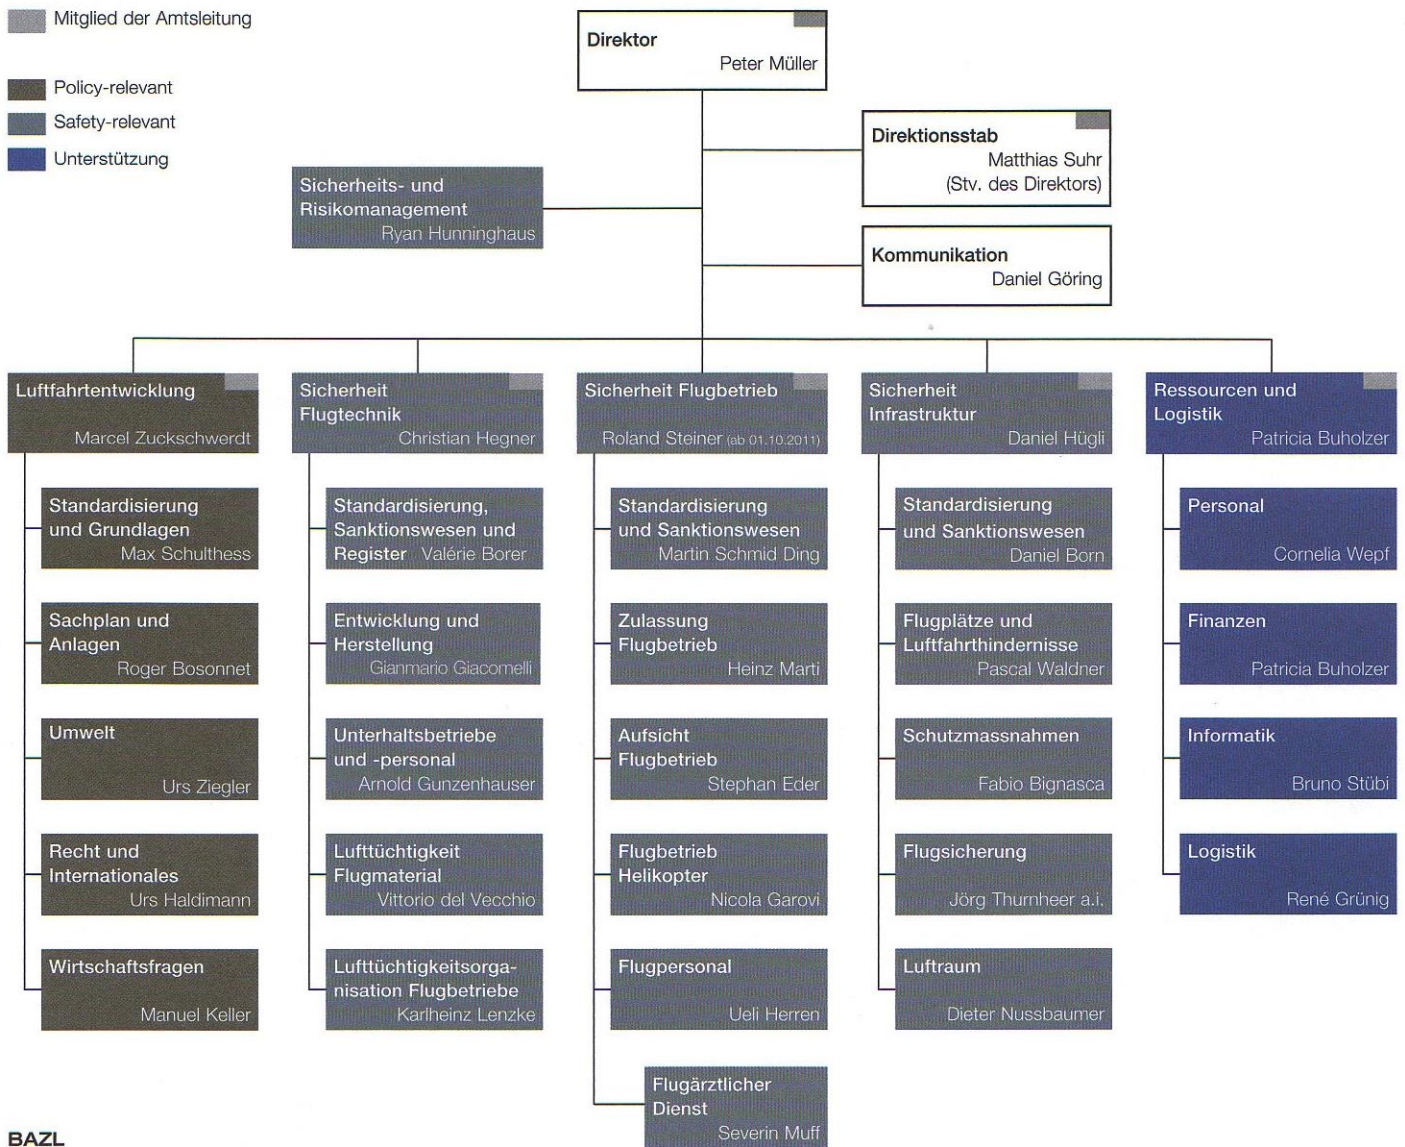 Mitglied der Amtsleitung
Policy-relevant
Safety-relevant
Unterstützung
Direktor
Peter Müller
Direktionsstab
Matthias Suhr
(Stv. des Direktors)
Sicherheits- und
Risikomanagement
Ryan Hunninghaus
Kommunikation
Daniel Göring
Luftfahrtentwicklung
Marcel Zuckschwerdt
Standardisierung
und Grundlagen
Max Schulthess
Sachplan und
Anlagen
Roger Bosonnet
Umwelt
Urs Ziegler
Recht und
Internationales
Urs Haldimann
Wirtschaftsfragen
Manuel Keller
Sicherheit
Flugtechnik
Christian Hegner
Standardisierung,
Sanktionswesen und
Register Valérie Borer
Entwicklung und
Herstellung
Gianmario Giacomelli
Unterhaltsbetriebe
und -personal
Arnold Gunzenhauser
Lufttüchtigkeit
Flugmaterial
Vittorio del Vecchio
Lufttüchtigkeitsorga-
nisation Flugbetriebe
Karlheinz Lenzke
Sicherheit Flugbetrieb
Roland Steiner (ab 01.10.2011)
Standardisierung
und Sanktionswesen
Martin Schmid Ding
Zulassung
Flugbetrieb
Heinz Marti
Aufsicht
Flugbetrieb
Stephan Eder
Flugbetrieb
Helikopter
Nicola Garovi
Flugpersonal
Ueli Herren
Flugärztlicher
Dienst
Severin Muff
Sicherheit
Infrastruktur
Daniel Hügli
Standardisierung
und Sanktionswesen
Daniel Born
Flugplätze und
Luftfahrthindernisse
Pascal Waldner
Schutzmassnahmen
Fabio Bignasca
Flugsicherung
Jörg Thurnheer a.i.
Luftraum
Dieter Nussbaumer
Ressourcen und
Logistik
Patricia Buholzer
Personal
Cornelia Wepf
Finanzen
Patricia Buholzer
Informatik
Bruno Stübi
Logistik
René Grünig
BAZL